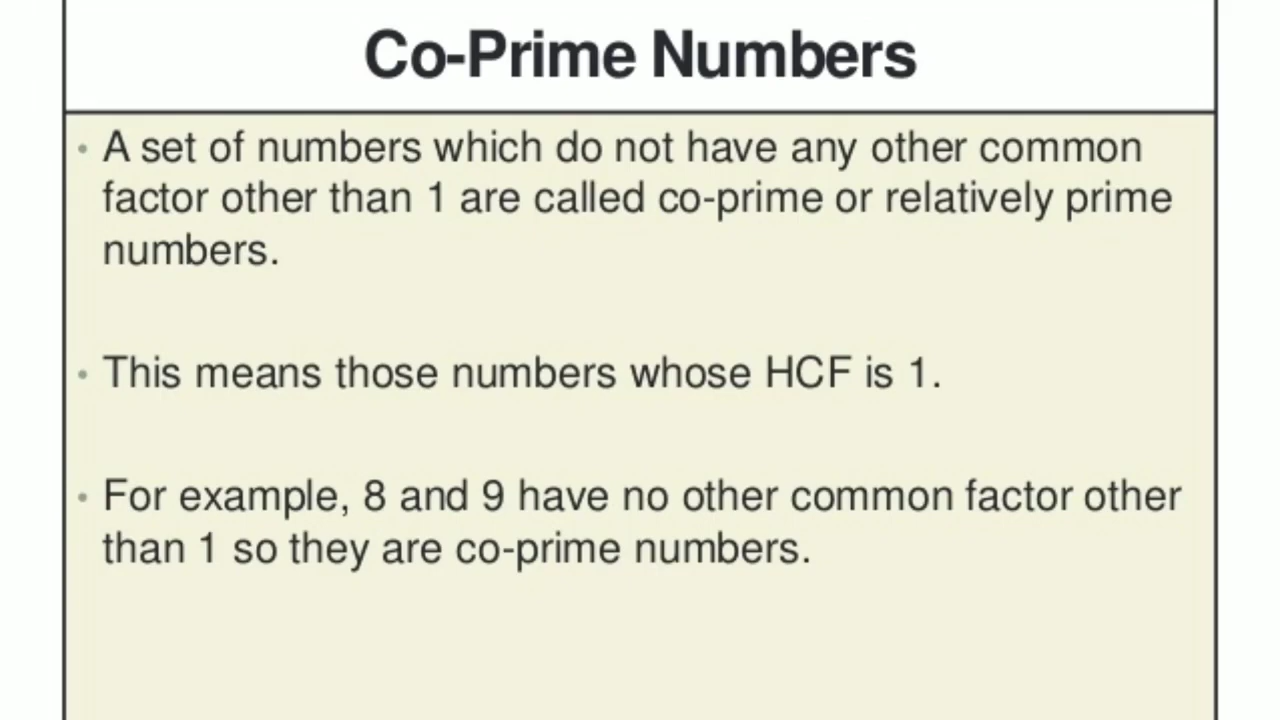 Co-Prime Numbers
• A set of numbers which do not have any other common
factor other than 1 are called co-prime or relatively prime
numbers.
• This means those numbers whose HCF is 1.
• For example, 8 and 9 have no other common factor other
than 1 so they are co-prime numbers.